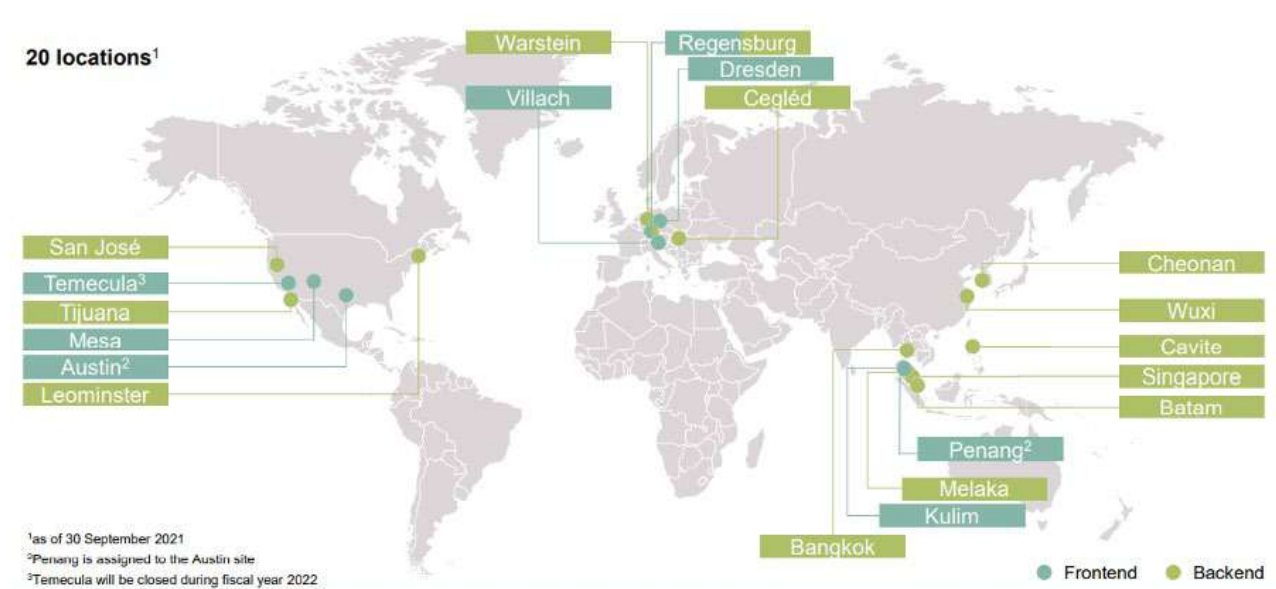 20 locations¹
Warstein
Regensburg
Dresden
Villach
Cegléd
San José
Temecula³
Tijuana
Mesa
Austin²
Leominster
Cheonan
Wuxi
Cavite
Singapore
Batam
Penang²
Melaka
Kulim
Bangkok
¹as of 30 September 2021
²Penang is assigned to the Austin site
³Temecula will be closed during fiscal year 2022
Frontend Backend